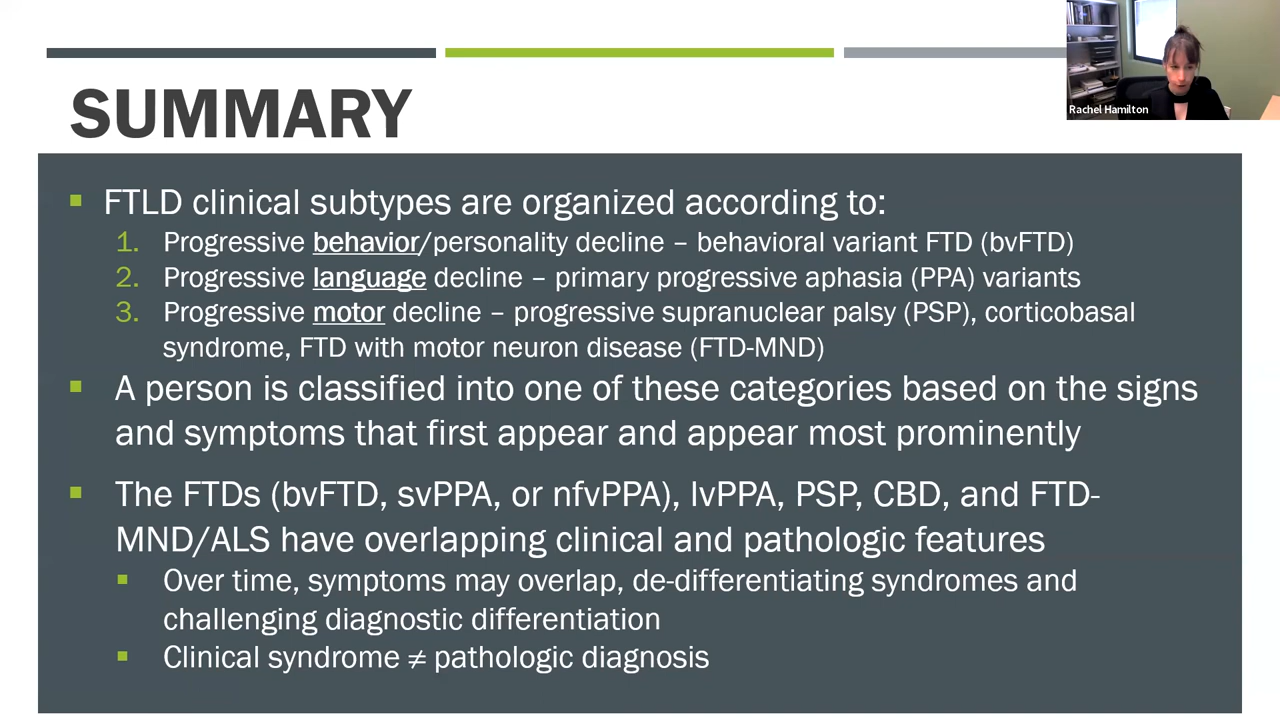 Rachel Hamilton
SUMMARY
▪ FTLD clinical subtypes are organized according to:
1. Progressive behavior/personality decline – behavioral variant FTD (bvFTD)
2. Progressive language decline – primary progressive aphasia (PPA) variants
3. Progressive motor decline – progressive supranuclear palsy (PSP), corticobasal
syndrome, FTD with motor neuron disease (FTD-MND)
▪ A person is classified into one of these categories based on the signs
and symptoms that first appear and appear most prominently
▪ The FTDs (bvFTD, svPPA, or nfvPPA), lvPPA, PSP, CBD, and FTD-
MND/ALS have overlapping clinical and pathologic features
▪ Over time, symptoms may overlap, de-differentiating syndromes and
challenging diagnostic differentiation
▪ Clinical syndrome ≠ pathologic diagnosis